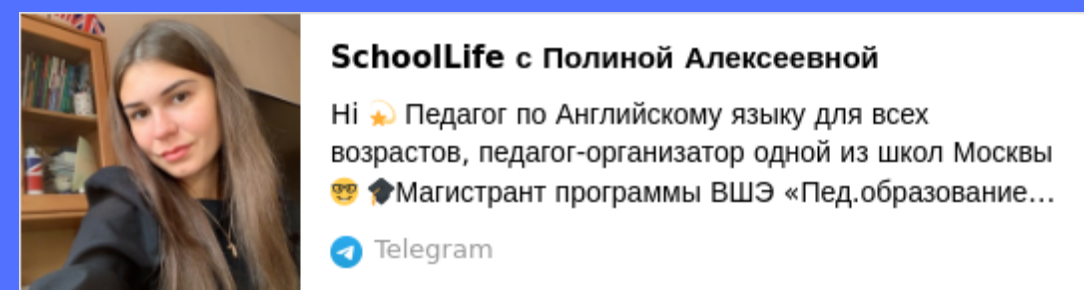 SchoolLife с Полиной Алексеевной
Hi 💫 Педагог по Английскому языку для всех
возрастов, педагог-организатор одной из школ Москвы
🤓 🎓Магистрант программы ВШЭ «Пед.образование...
Telegram